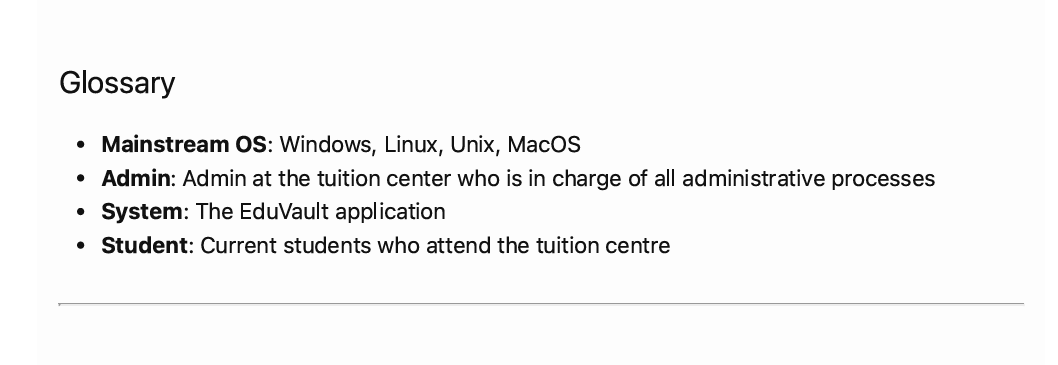 Glossary
• Mainstream OS: Windows, Linux, Unix, MacOS
• Admin: Admin at the tuition center who is in charge of all administrative processes
• System: The EduVault application
• Student: Current students who attend the tuition centre